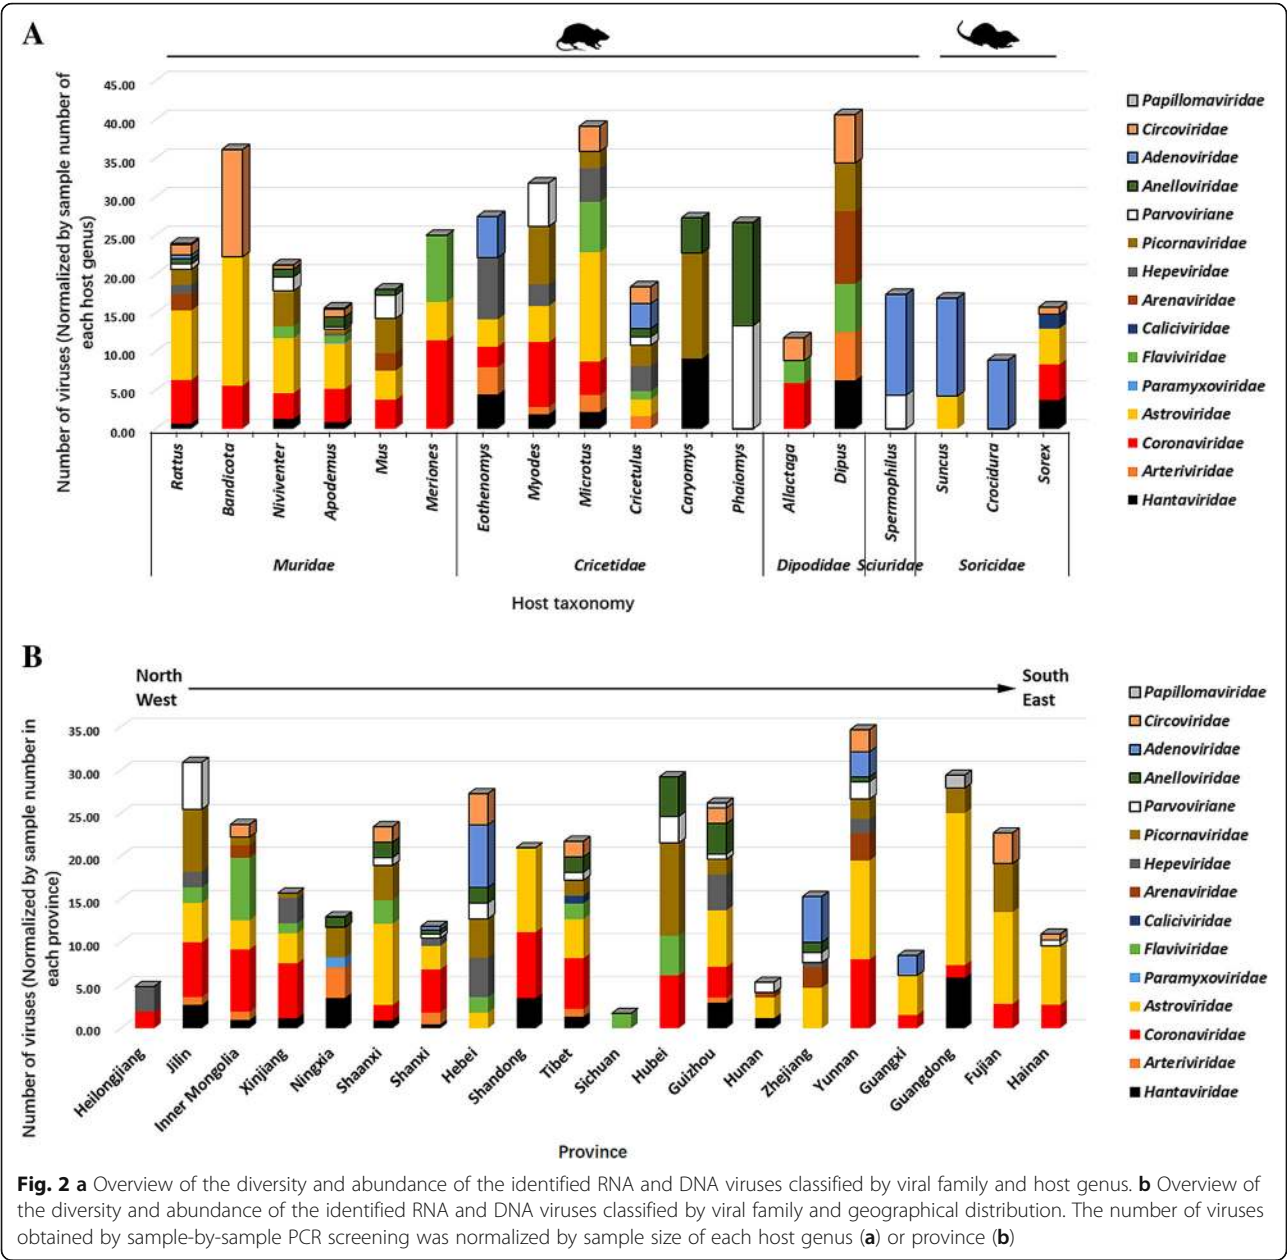 A
Number of viruses (Normalized by sample number of
each host genus)
45.00
40.00
35.00
30.00
25.00
20.00
15.00
10.00
5.00
0.00
Rattus
Bandicota
Niviventer
Apodemus
Mus
Meriones
Eothenomys
Myodes
Microtus
Cricetulus
Caryomys
Phaiomys
Allactaga
Dipus
Spermophilus
Suncus
Crocidura
Sorex
Muridae
Cricetidae
Dipodidae
Sciuridae
Soricidae
Host taxonomy
Papillomaviridae
Circoviridae
Adenoviridae
Anelloviridae
Parvoviriane
Picornaviridae
Hepeviridae
Arenaviridae
Caliciviridae
Flaviviridae
Paramyxoviridae
Astroviridae
Coronaviridae
Arteriviridae
Hantaviridae
B
North
West
South
East
Number of viruses (Normalized by sample number in
each province)
35.00
30.00
25.00
20.00
15.00
10.00
5.00
0.00
Heilongjiang
Jilin
Inner Mongolia
Xinjiang
Ningxia
Shaanxi
Shanxi
Hebei
Shandong
Tibet
Sichuan
Hubei
Guizhou
Hunan
Zhejiang
Yunnan
Guangxi
Guangdong
Fujian
Hainan
Province
Papillomaviridae
Circoviridae
Adenoviridae
Anelloviridae
Parvoviriane
Picornaviridae
Hepeviridae
Arenaviridae
Caliciviridae
Flaviviridae
Paramyxoviridae
Astroviridae
Coronaviridae
Arteriviridae
Hantaviridae
Fig. 2 a Overview of the diversity and abundance of the identified RNA and DNA viruses classified by viral family and host genus. b Overview of
the diversity and abundance of the identified RNA and DNA viruses classified by viral family and geographical distribution. The number of viruses
obtained by sample-by-sample PCR screening was normalized by sample size of each host genus (a) or province (b)